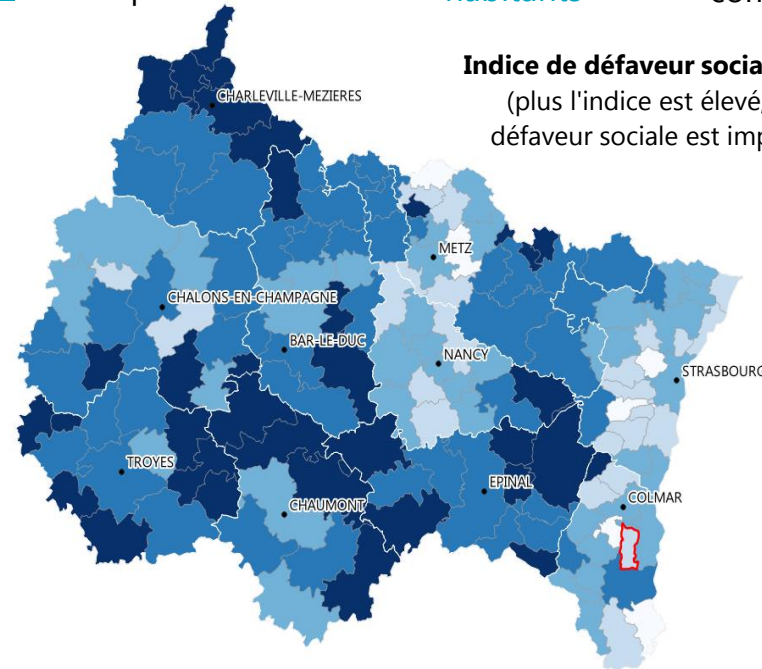 Indice de défaveur socia
(plus l'indice est élevé,
défaveur sociale est imp
CHARLEVILLE-MEZIERES
METZ
CHALONS-EN-CHAMPAGNE
BAR-LE-DUC
NANCY
STRASBOURG
TROYES
EPINAL
CHAUMONT
COLMAR